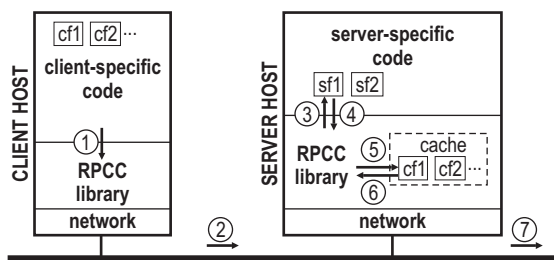 CLIENT HOST
cf1 cf2 ...
client-specific
code
1
RPCC
library
network
2
SERVER HOST
server-specific
code
sf1 sf2
3 4
RPCC
library
5
6
cache
cf1 cf2 ...
network
7